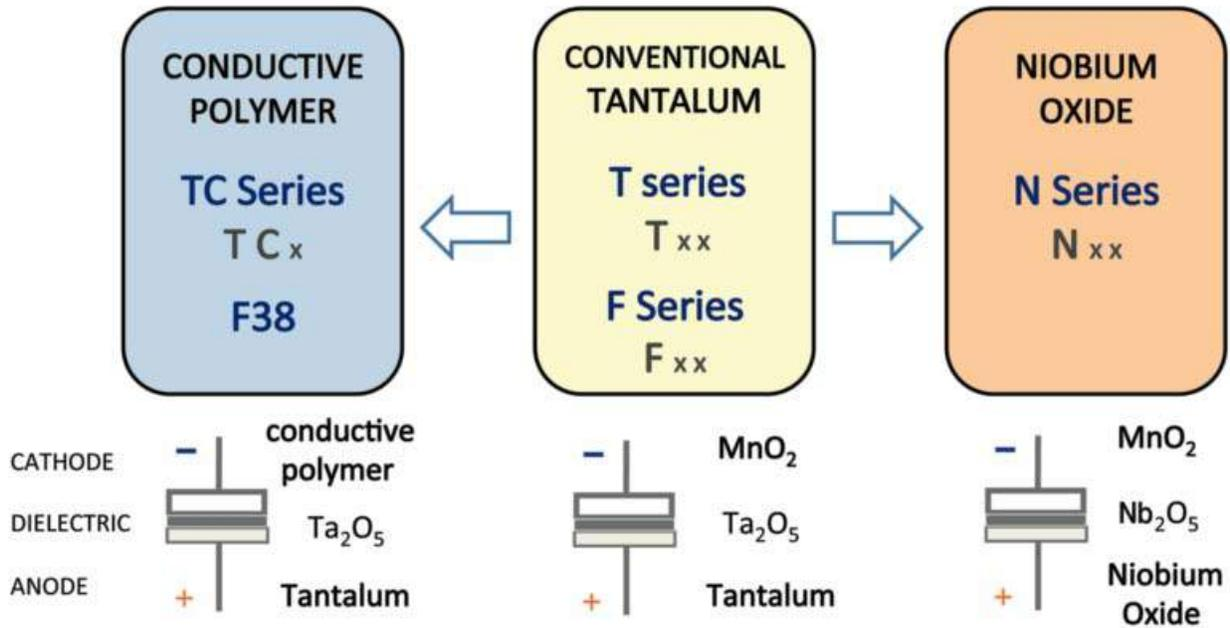 CONDUCTIVE
POLYMER
TC Series
T C x
F38
CONVENTIONAL
TANTALUM
T series
T x x
F Series
F x x
NIOBIUM
OXIDE
N Series
N x x
CATHODE
DIELECTRIC
ANODE
−
conductive
polymer
Ta₂O₅
+
Tantalum
−
MnO₂
Ta₂O₅
+
Tantalum
−
MnO₂
Nb₂O₅
+
Niobium
Oxide